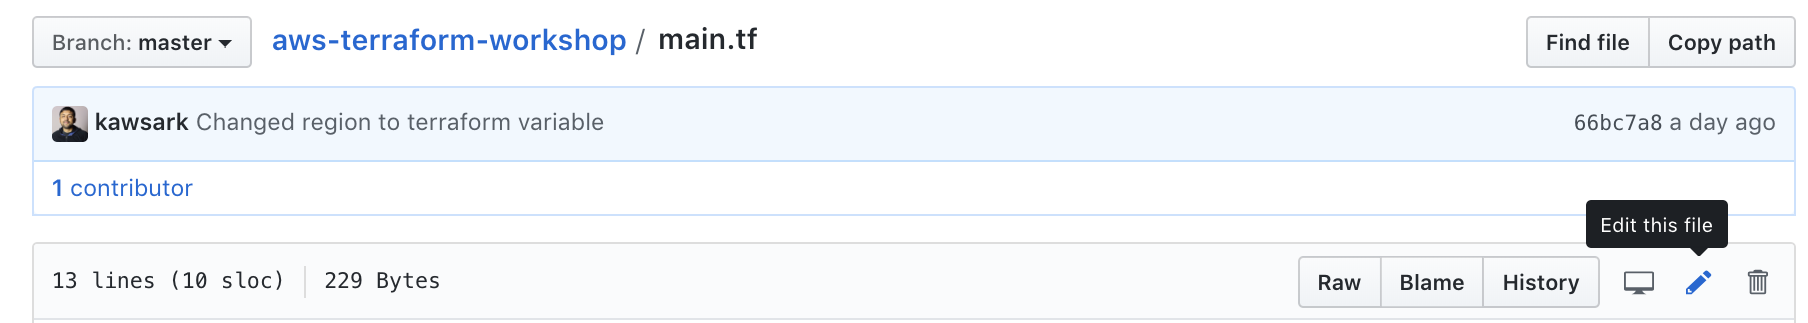 Branch: master aws-terraform-workshop / main.tf Find file Copy path
kawsark Changed region to terraform variable 66bc7a8 a day ago
1 contributor
Edit this file
13 lines (10 sloc) 229 Bytes Raw Blame History